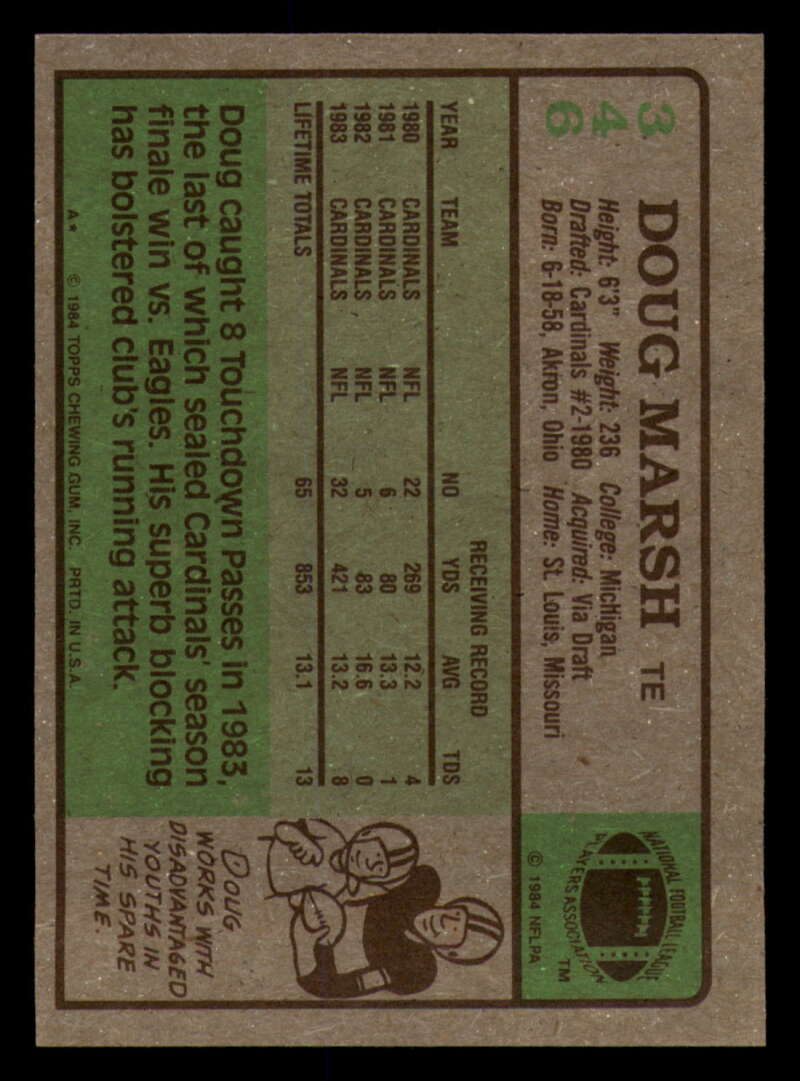 346
DOUG MARSH TE
Height: 6'3" Weight: 236 College: Michigan
Drafted: Cardinals #2-1980 Acquired: Via Draft
Born: 6-18-58, Akron, Ohio Home: St. Louis, Missouri
NATIONAL FOOTBALL LEAGUE
PLAYERS ASSOCIATION
TM
© 1984 NFLPA
RECEIVING RECORD
YEAR TEAM NO YDS AVG TDS
1980 CARDINALS NFL 22 269 12.2 4
1981 CARDINALS NFL 6 80 13.3 1
1982 CARDINALS NFL 5 83 16.6 0
1983 CARDINALS NFL 32 421 13.2 8
LIFETIME TOTALS 65 853 13.1 13
Doug caught 8 Touchdown Passes in 1983,
the last of which sealed Cardinals' season
finale win vs. Eagles. His superb blocking
has bolstered club's running attack.
A* © 1984 TOPPS CHEWING GUM, INC. PRTD. IN U.S.A.
DOUG
WORKS WITH
DISADVANTAGED
YOUTHS IN
HIS SPARE
TIME.